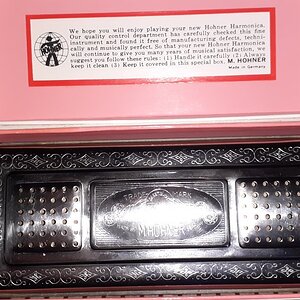 We hope you will enjoy playing your new Hohner Harmonica.
Our quality control department has carefully checked this fine
instrument and found it free of manufacturing defects, techni-
cally and musically perfect. So that your new Hohner Harmonica
will continue to give you many years of musical satisfaction, we
suggest you follow these rules: (1) Handle it carefully (2) Always
keep it clean (3) Keep it covered in this special box. M. HOHNER
Made in Germany
M.HOHNER